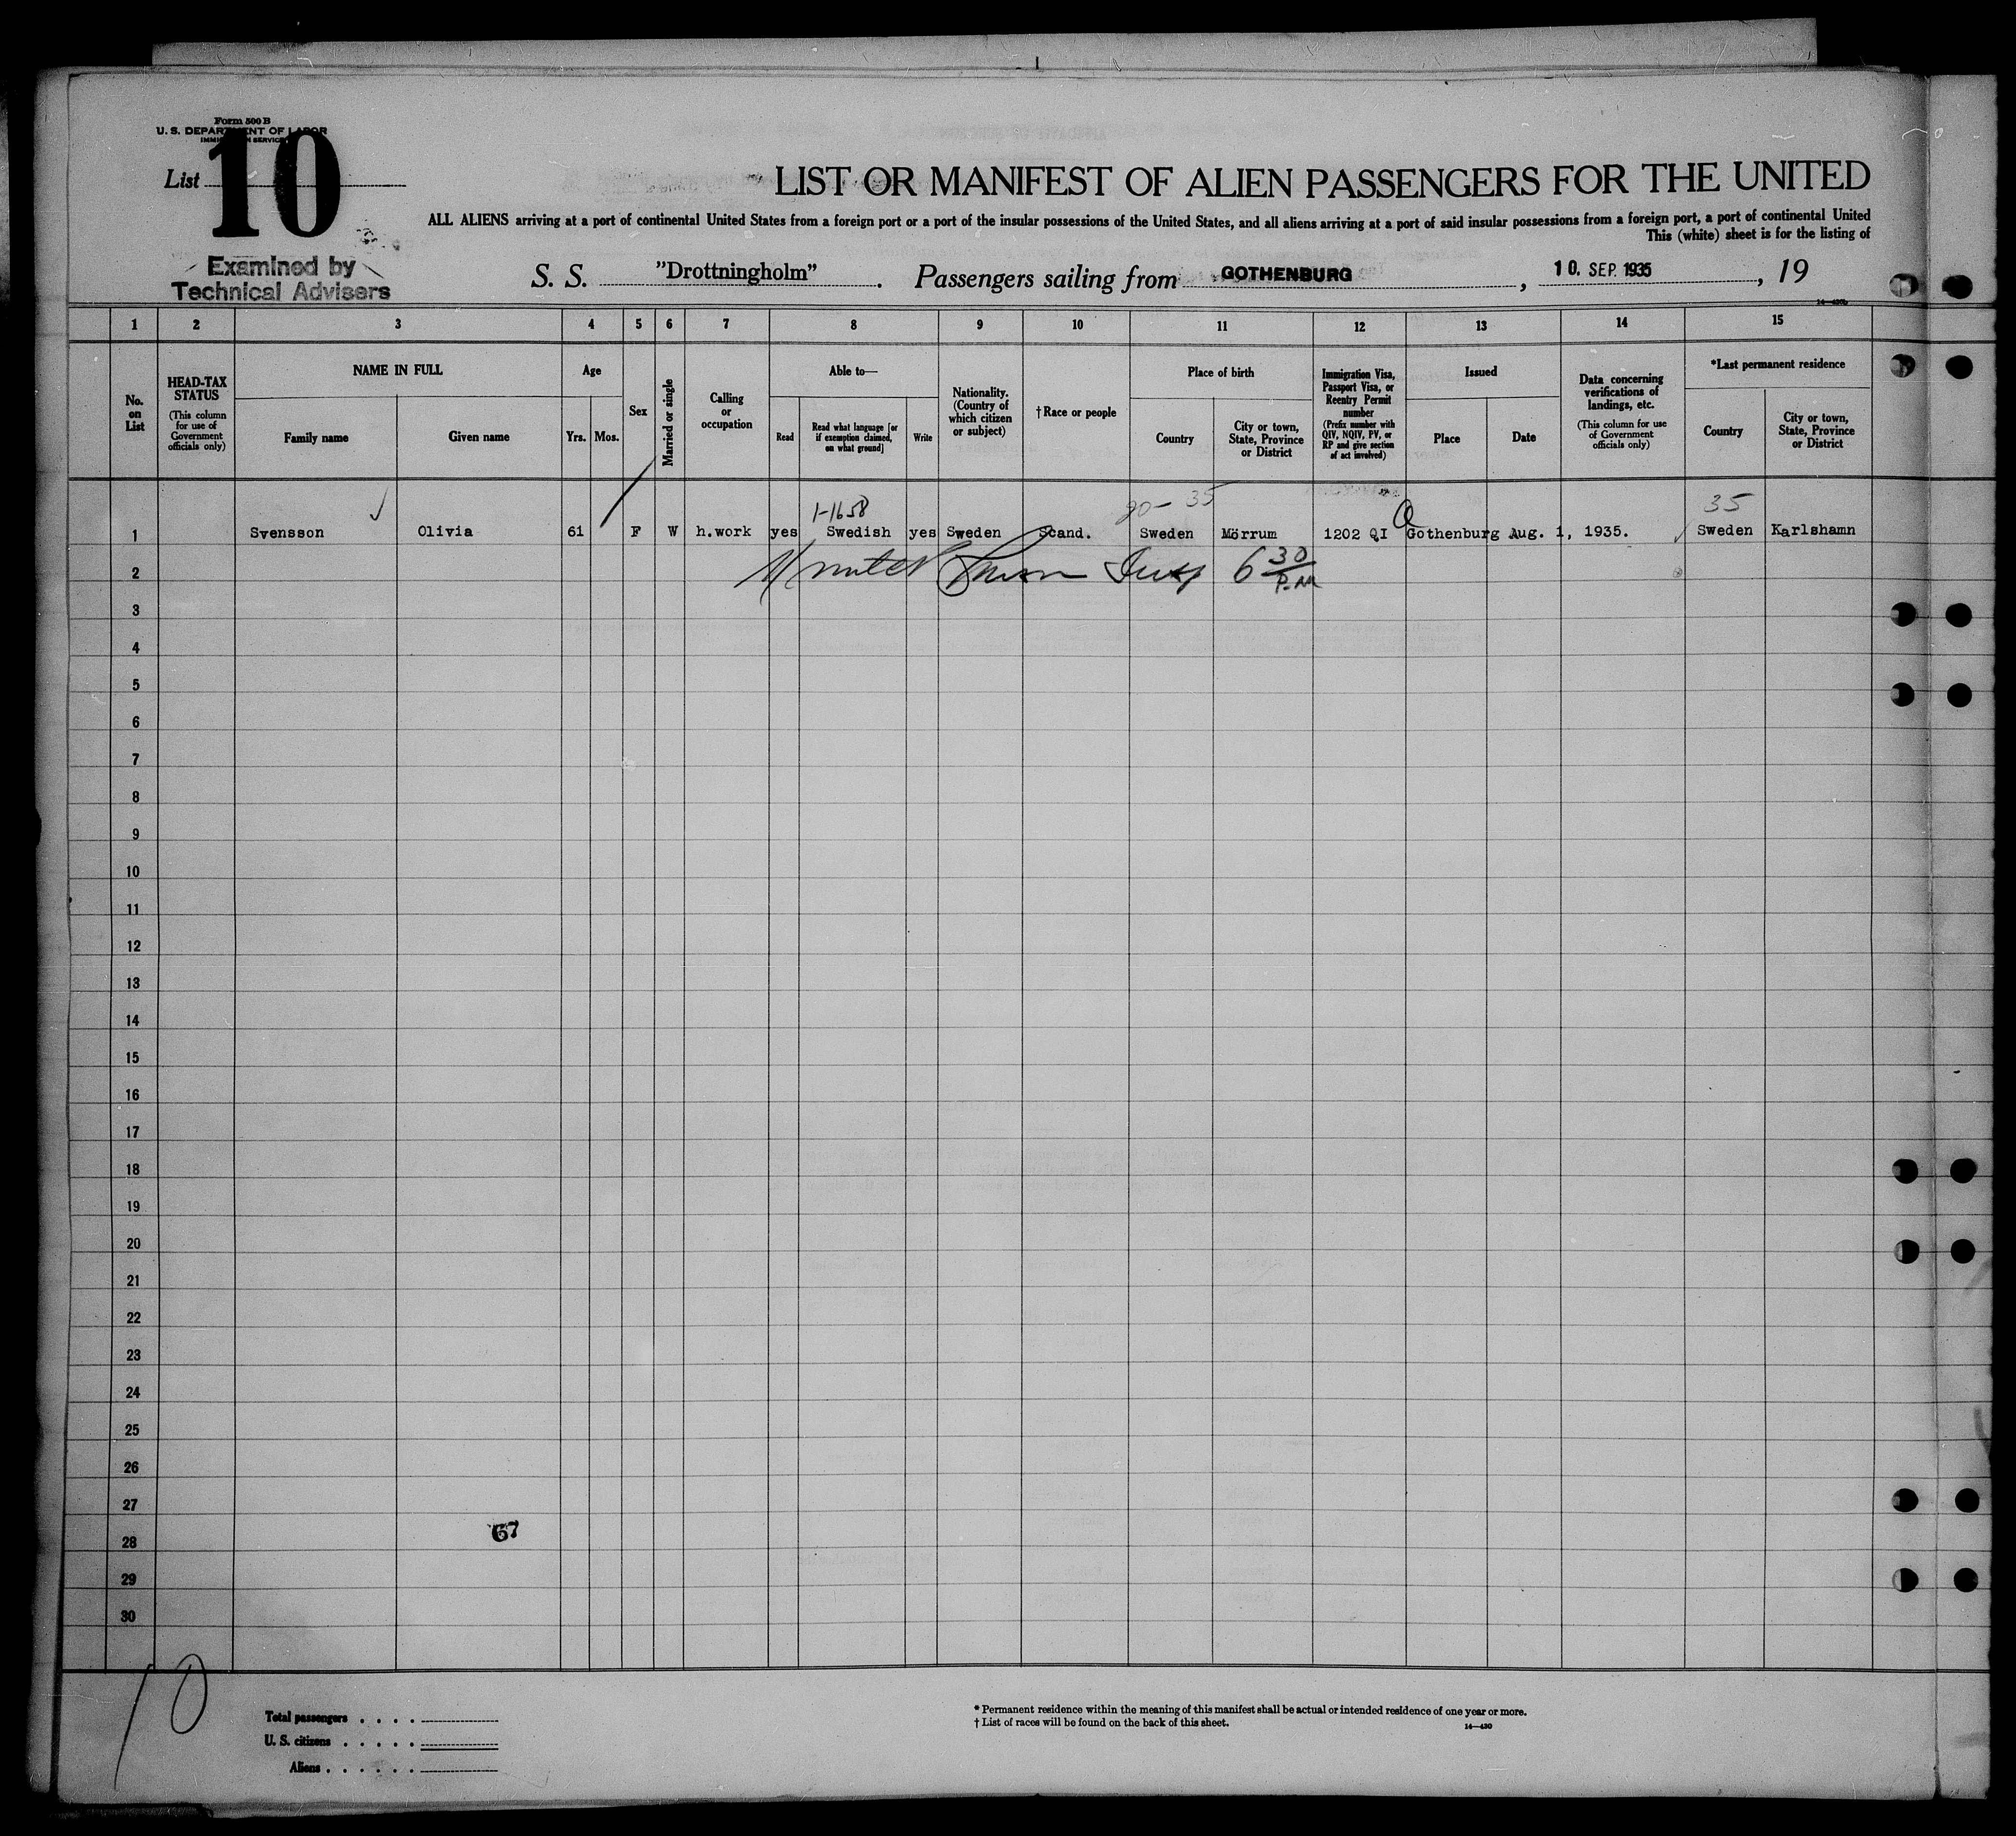 Form 500 B
U. S. DEPARTMENT OF LABOR
IMMIGRATION SERVICE
List 10
LIST OR MANIFEST OF ALIEN PASSENGERS FOR THE UNITED
ALL ALIENS arriving at a port of continental United States from a foreign port or a port of the insular possessions of the United States, and all aliens arriving at a port of said insular possessions from a foreign port, a port of continental United
This (white) sheet is for the listing of
Examined by
Technical Advisers
S. S. "Drottningholm". Passengers sailing from GOTHENBURG, 10. SEP. 1935, 19
14—430b
1 2 3 4 5 6 7 8 9 10 11 12 13 14 15
No. on List
HEAD-TAX STATUS
(This column for use of Government officials only)
NAME IN FULL
Family name
Given name
Age
Yrs.
Mos.
Sex
Married or single
Calling or occupation
Able to—
Read
Read what language [or if exemption claimed, on what ground]
Write
Nationality. (Country of which citizen or subject)
†Race or people
Place of birth
Country
City or town, State, Province or District
Immigration Visa, Passport Visa, or Reentry Permit number
(Prefix number with QIV, NQIV, PV, or RP and give section of act involved)
Issued
Place
Date
Data concerning verifications of landings, etc.
(This column for use of Government officials only)
*Last permanent residence
Country
City or town, State, Province or District
1-1658
20- 35
35
1 Svensson Olivia 61 F W h.work yes Swedish yes Sweden Scand. Sweden Mörrum 1202 QI Gothenburg Aug. 1, 1935. Sweden Karlshamn
2 6 30 P.M
3
4
5
6
7
8
9
10
11
12
13
14
15
16
17
18
19
20
21
22
23
24
25
26
27
67
28
29
30
10
Total passengers . . . .
U. S. citizens . . . . .
Aliens . . . . . .
* Permanent residence within the meaning of this manifest shall be actual or intended residence of one year or more.
† List of races will be found on the back of this sheet.
14—430